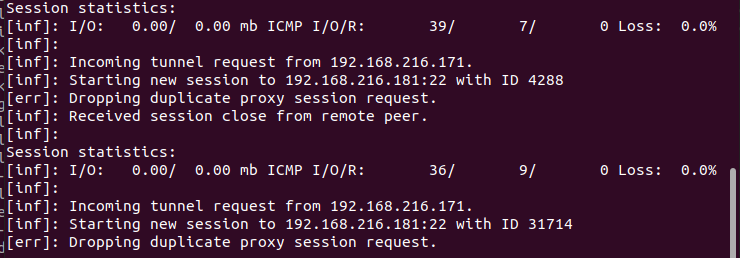 Session statistics:
[inf]: I/O:   0.00/  0.00 mb ICMP I/O/R:       39/       7/       0 Loss:  0.0%
[inf]:
[inf]: Incoming tunnel request from 192.168.216.171.
[inf]: Starting new session to 192.168.216.181:22 with ID 4288
[err]: Dropping duplicate proxy session request.
[inf]: Received session close from remote peer.
[inf]:
Session statistics:
[inf]: I/O:   0.00/  0.00 mb ICMP I/O/R:       36/       9/       0 Loss:  0.0%
[inf]:
[inf]: Incoming tunnel request from 192.168.216.171.
[inf]: Starting new session to 192.168.216.181:22 with ID 31714
[err]: Dropping duplicate proxy session request.